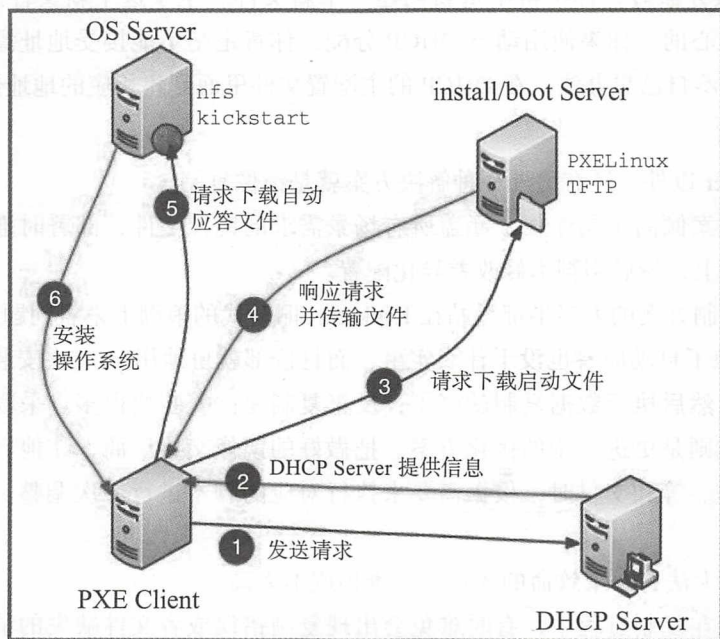 OS Server
nfs
kickstart
install/boot Server
PXELinux
TFTP
5
请求下载自动
应答文件
6
安装
操作系统
4
响应请求
并传输文件
3
请求下载启动文件
2
DHCP Server 提供信息
1
发送请求
PXE Client
DHCP Server